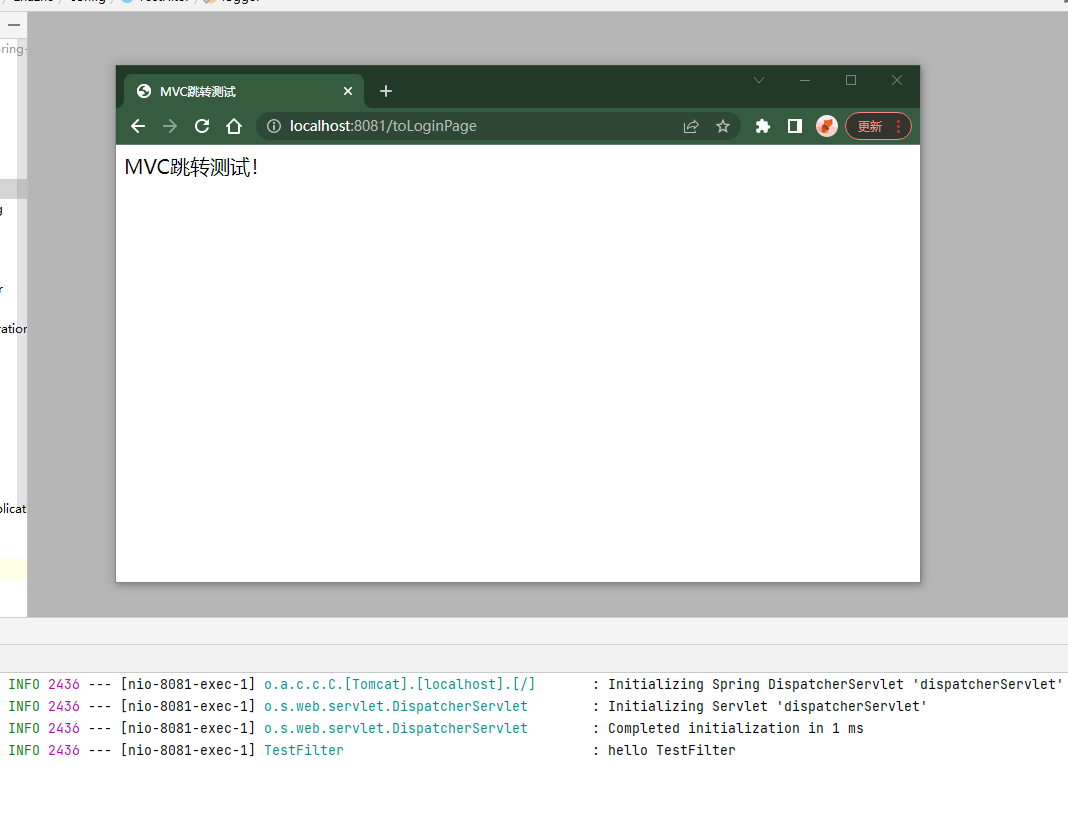 MVC跳转测试
localhost:8081/toLoginPage
更新
MVC跳转测试!
ring-
g
r
ration
plicat
INFO 2436 --- [nio-8081-exec-1] o.a.c.c.C.[Tomcat].[localhost].[/] : Initializing Spring DispatcherServlet 'dispatcherServlet'
INFO 2436 --- [nio-8081-exec-1] o.s.web.servlet.DispatcherServlet : Initializing Servlet 'dispatcherServlet'
INFO 2436 --- [nio-8081-exec-1] o.s.web.servlet.DispatcherServlet : Completed initialization in 1 ms
INFO 2436 --- [nio-8081-exec-1] TestFilter : hello TestFilter